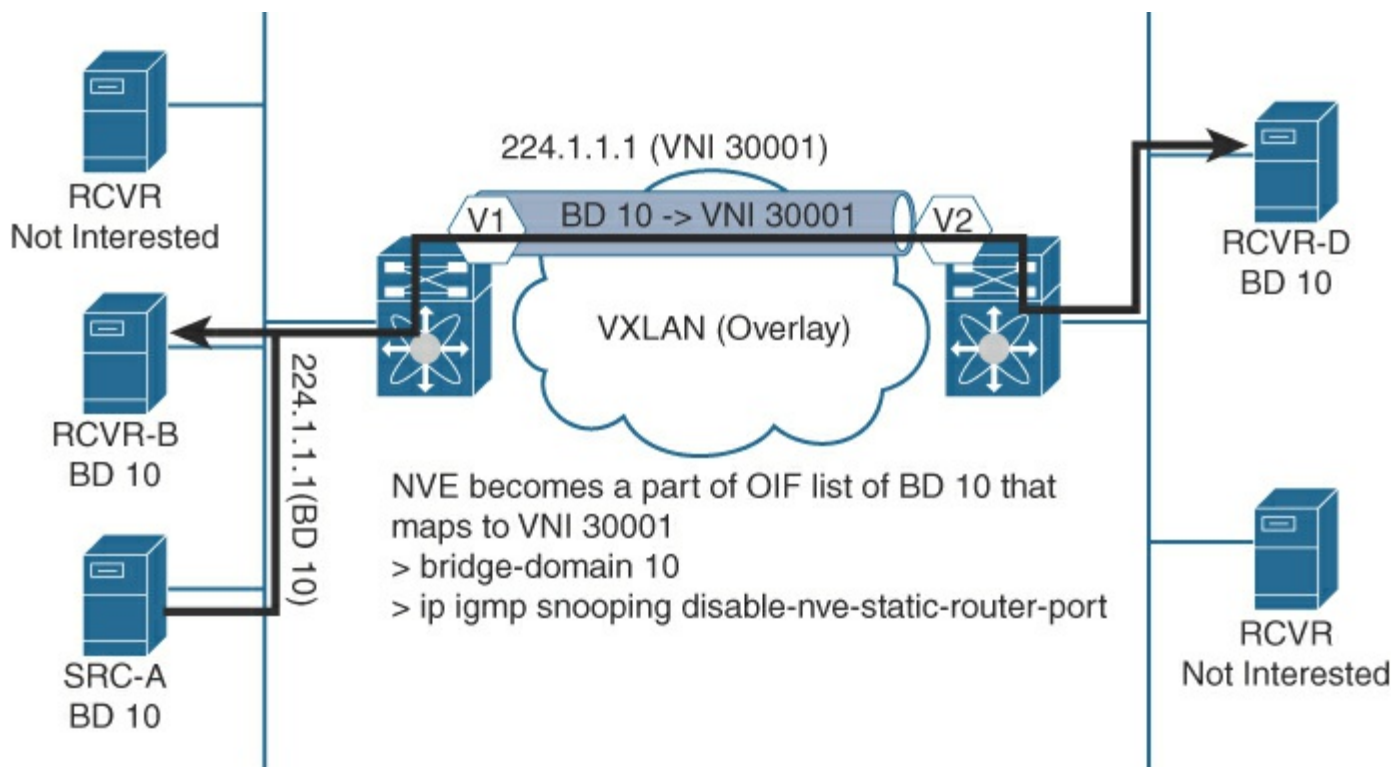 RCVR
Not Interested
RCVR-B
BD 10
SRC-A
BD 10
224.1.1.1(BD 10)
224.1.1.1 (VNI 30001)
V1
BD 10 -> VNI 30001
V2
VXLAN (Overlay)
NVE becomes a part of OIF list of BD 10 that
maps to VNI 30001
> bridge-domain 10
> ip igmp snooping disable-nve-static-router-port
RCVR-D
BD 10
RCVR
Not Interested